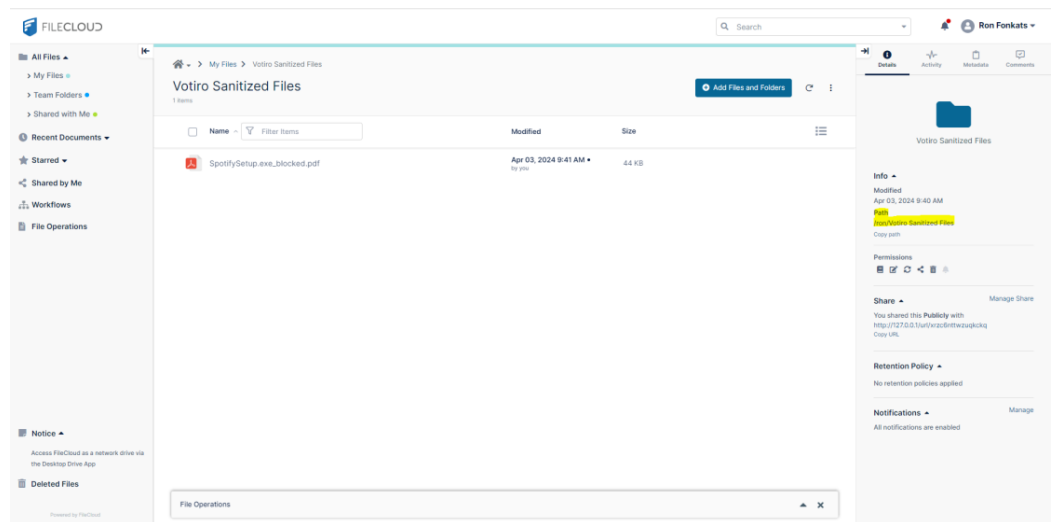 FILECLOUD
Search
Ron Fonkats
All Files
My Files
Team Folders
Shared with Me
Recent Documents
Starred
Shared by Me
Workflows
File Operations
Notice
Access FileCloud as a network drive via
the Desktop Drive App
Deleted Files
Powered by FileCloud
My Files > Votiro Sanitized Files
Votiro Sanitized Files
1 items
Add Files and Folders
Name Filter Items Modified Size
SpotifySetup.exe_blocked.pdf Apr 03, 2024 9:41 AM 44 KB
by you
File Operations
Details Activity Metadata Comments
Votiro Sanitized Files
Info
Modified
Apr 03, 2024 9:40 AM
Path
/ron/Votiro Sanitized Files
Copy path
Permissions
Share Manage Share
You shared this Publicly with
Copy URL
Retention Policy
No retention policies applied
Notifications Manage
All notifications are enabled